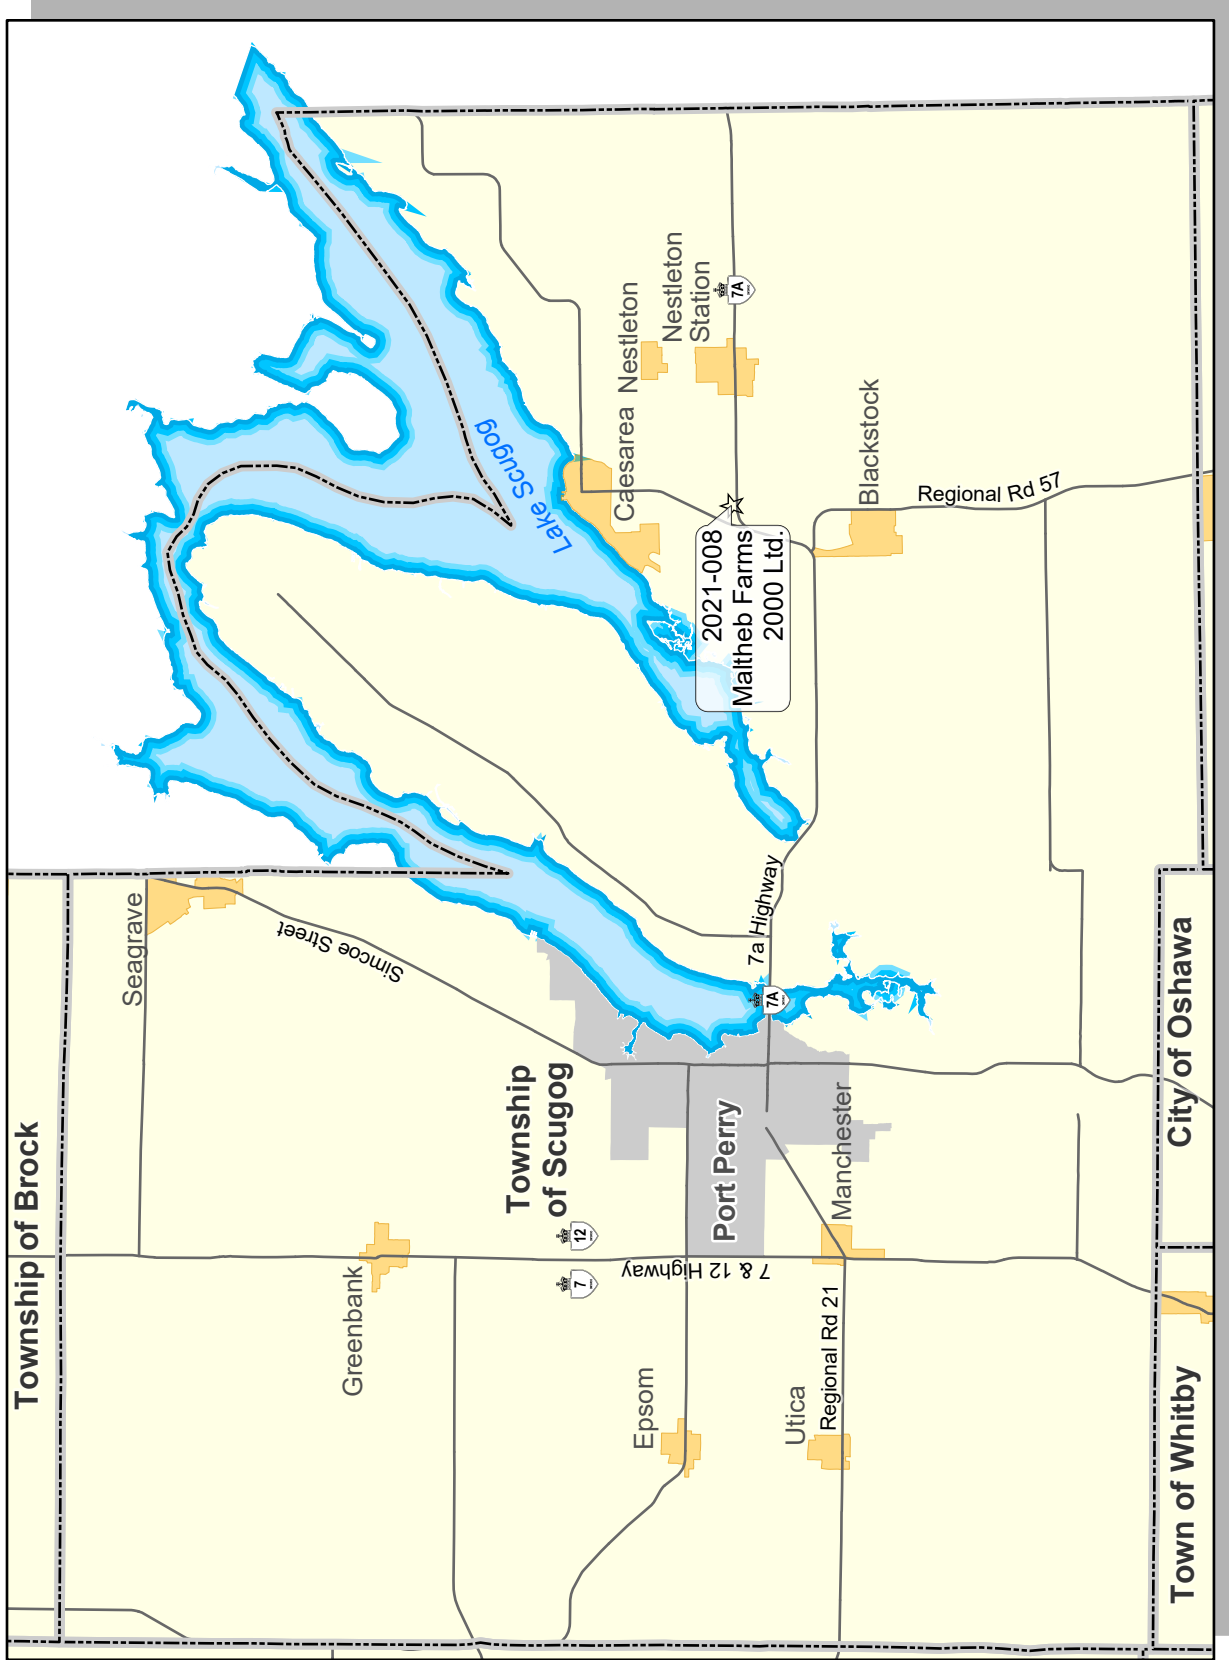 Township of Brock
Seagrave
Simcoe Street
Greenbank
Lake Scugog
Township
of Scugog
7
12
Caesarea
Nestleton
Epsom
Nestleton
Station
7 & 12 Highway
2021-008
Maltheb Farms
2000 Ltd.
Port Perry
7A
7a Highway
7A
Utica
Regional Rd 21
Manchester
Blackstock
Regional Rd 57
Town of Whitby
City of Oshawa